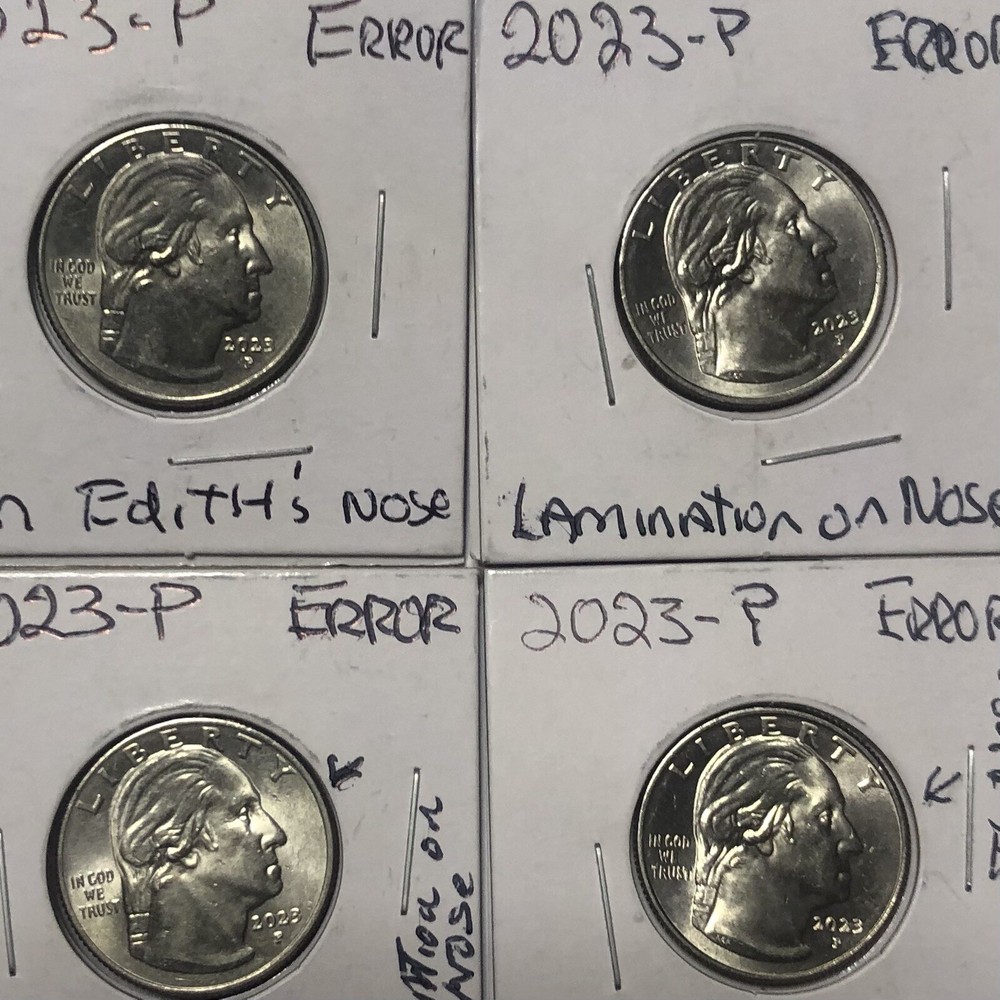 023-P ERROR
LIBERTY
IN GOD
WE
TRUST
2023
P
n EdiTH's NOSE
2023-P ERROR
LIBERTY
IN GOD
WE
TRUST
2023
P
LAMINATION on NOSE
023-P ERROR
LIBERTY
IN GOD
WE
TRUST
2023
P
on
NOSE
2023-P ERROR
LIBERTY
IN GOD
WE
TRUST
2023
P